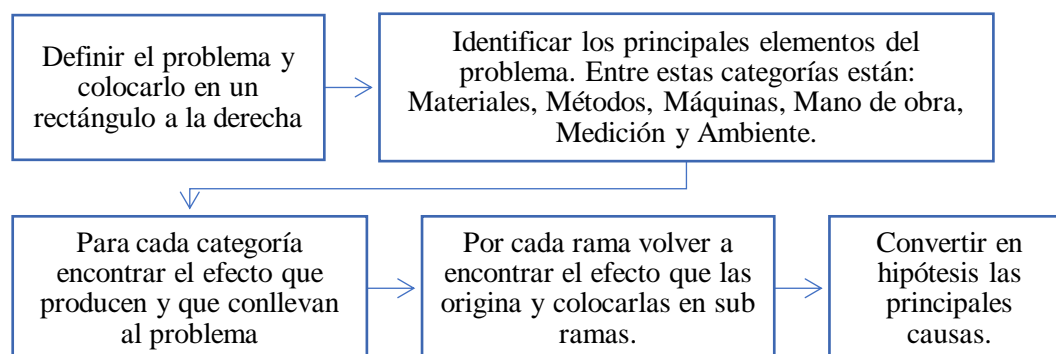 Definir el problema y
colocarlo en un
rectángulo a la derecha
Identificar los principales elementos del
problema. Entre estas categorías están:
Materiales, Métodos, Máquinas, Mano de obra,
Medición y Ambiente.
Para cada categoría
encontrar el efecto que
producen y que conllevan
al problema
Por cada rama volver a
encontrar el efecto que las
origina y colocarlas en sub
ramas.
Convertir en
hipótesis las
principales
causas.